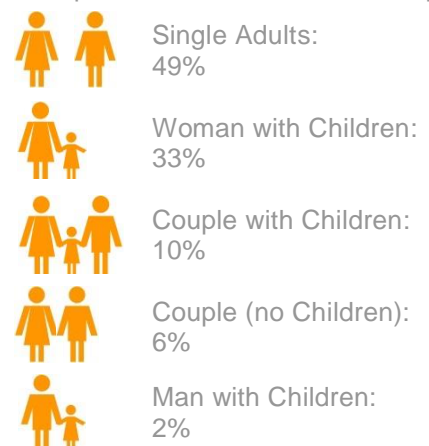 Single Adults:
49%
Woman with Children:
33%
Couple with Children:
10%
Couple (no Children):
6%
Man with Children:
2%